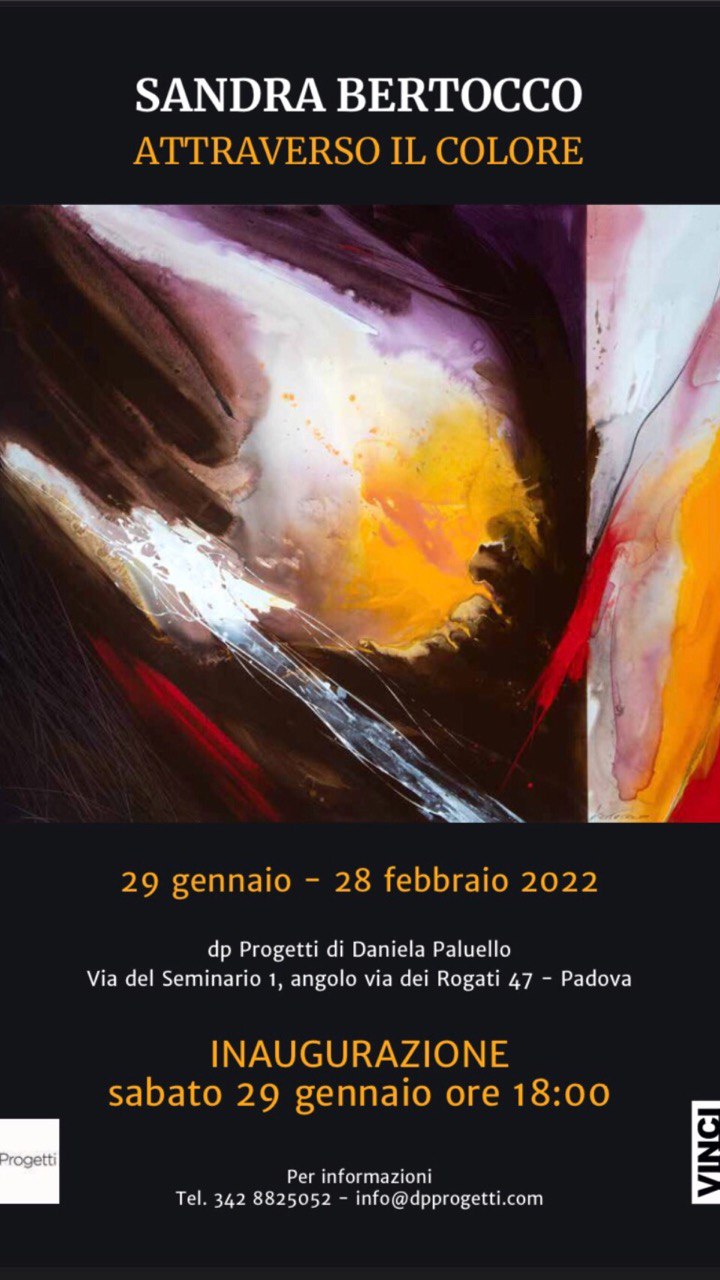 SANDRA BERTOCCO
ATTRAVERSO IL COLORE
29 gennaio - 28 febbraio 2022
dp Progetti di Daniela Paluello
Via del Seminario 1, angolo via dei Rogati 47 - Padova
INAUGURAZIONE
sabato 29 gennaio ore 18:00
Progetti
VINCI
Per informazioni
Tel. 342 8825052 - info@dpprogetti.com